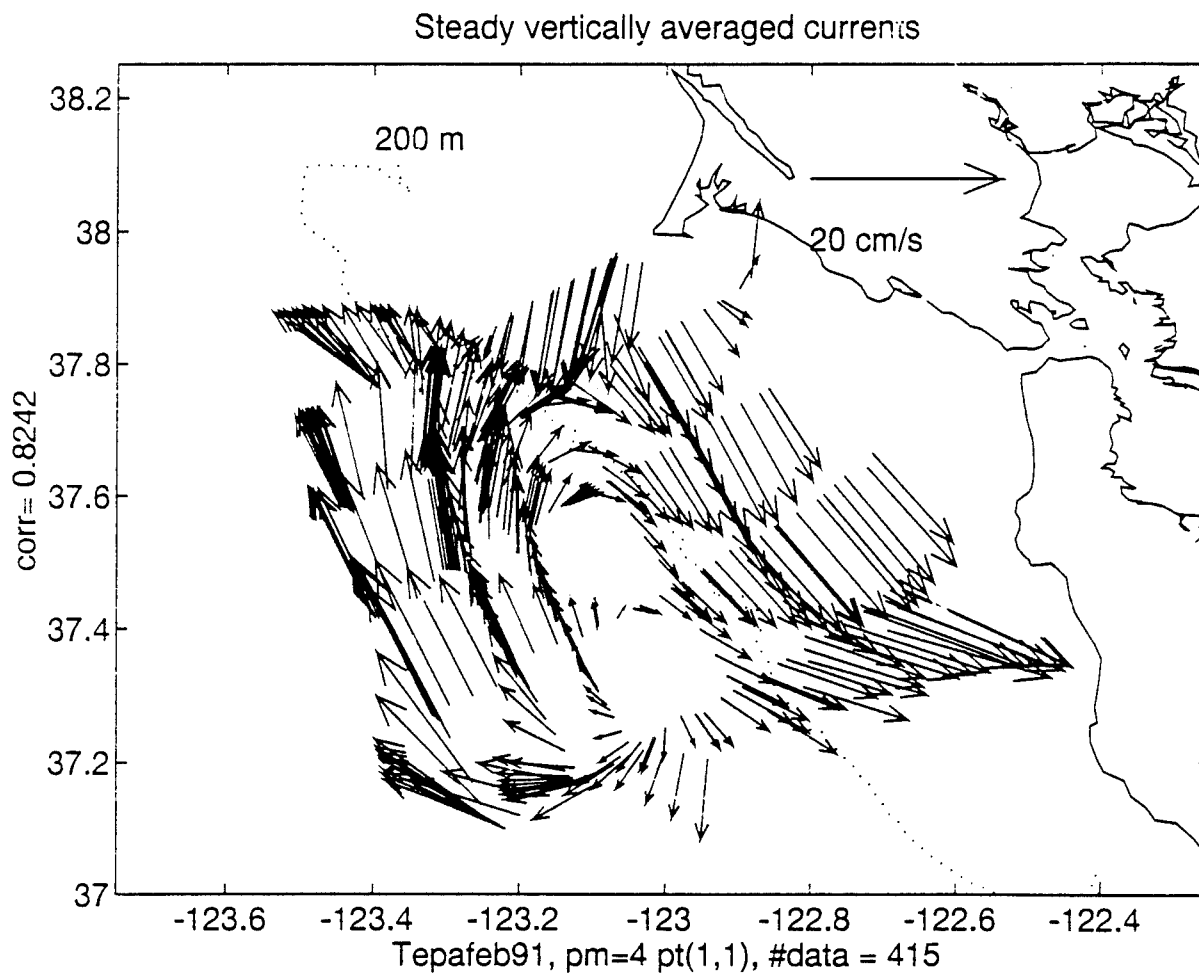 Steady vertically averaged currents
38.2
200 m
38
20 cm/s
37.8
37.6
corr= 0.8242
37.4
37.2
37
-123.6
-123.4
-123.2
-123
-122.8
-122.6
-122.4
Tepafeb91, pm=4 pt(1,1), #data = 415